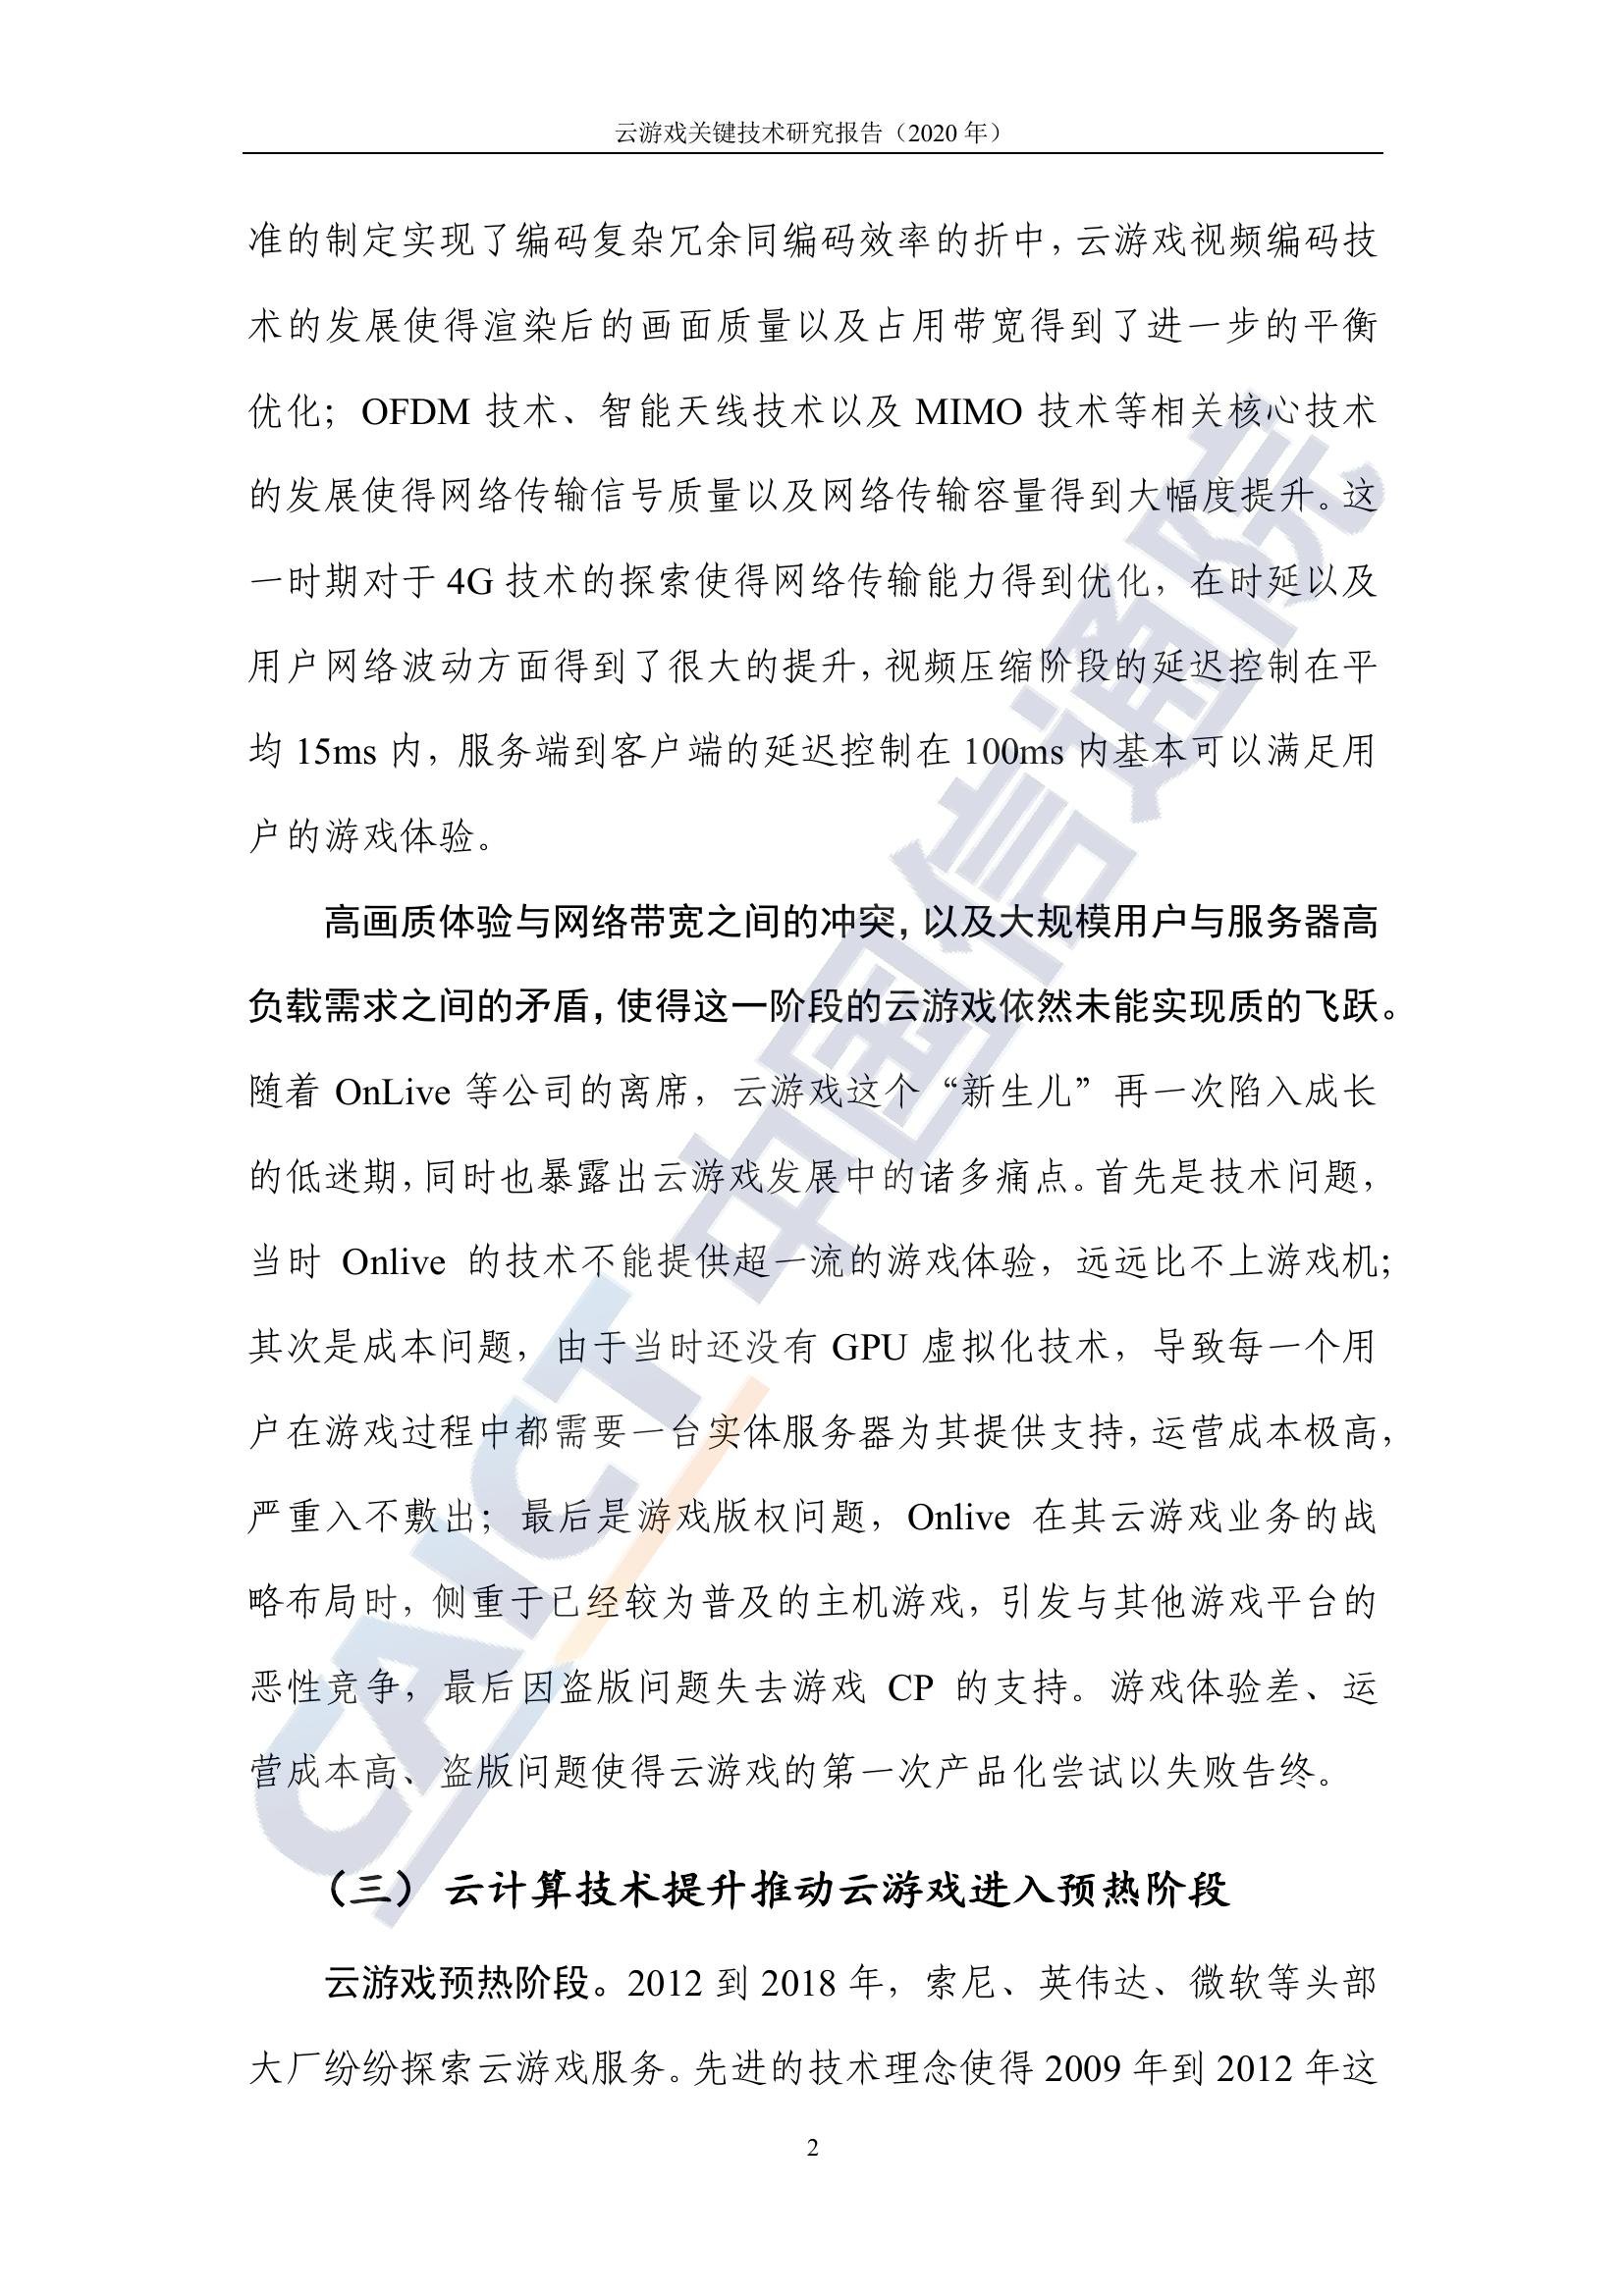 云游戏关键技术研究报告（2020 年）
准的制定实现了编码复杂冗余同编码效率的折中，云游戏视频编码技
术的发展使得渲染后的画面质量以及占用带宽得到了进一步的平衡
优化；OFDM 技术、智能天线技术以及 MIMO 技术等相关核心技术
的发展使得网络传输信号质量以及网络传输容量得到大幅度提升。这
一时期对于 4G 技术的探索使得网络传输能力得到优化，在时延以及
用户网络波动方面得到了很大的提升，视频压缩阶段的延迟控制在平
均 15ms 内，服务端到客户端的延迟控制在 100ms 内基本可以满足用
户的游戏体验。
高画质体验与网络带宽之间的冲突，以及大规模用户与服务器高
负载需求之间的矛盾，使得这一阶段的云游戏依然未能实现质的飞跃。
随着 OnLive 等公司的离席，云游戏这个“新生儿”再一次陷入成长
的低迷期，同时也暴露出云游戏发展中的诸多痛点。首先是技术问题，
当时 Onlive 的技术不能提供超一流的游戏体验，远远比不上游戏机；
其次是成本问题，由于当时还没有 GPU 虚拟化技术，导致每一个用
户在游戏过程中都需要一台实体服务器为其提供支持，运营成本极高，
严重入不敷出；最后是游戏版权问题，Onlive 在其云游戏业务的战
略布局时，侧重于已经较为普及的主机游戏，引发与其他游戏平台的
恶性竞争，最后因盗版问题失去游戏 CP 的支持。游戏体验差、运
营成本高、盗版问题使得云游戏的第一次产品化尝试以失败告终。
（三） 云计算技术提升推动云游戏进入预热阶段
云游戏预热阶段。2012 到 2018 年，索尼、英伟达、微软等头部
大厂纷纷探索云游戏服务。先进的技术理念使得 2009 年到 2012 年这
2
CAICT 中国信通院